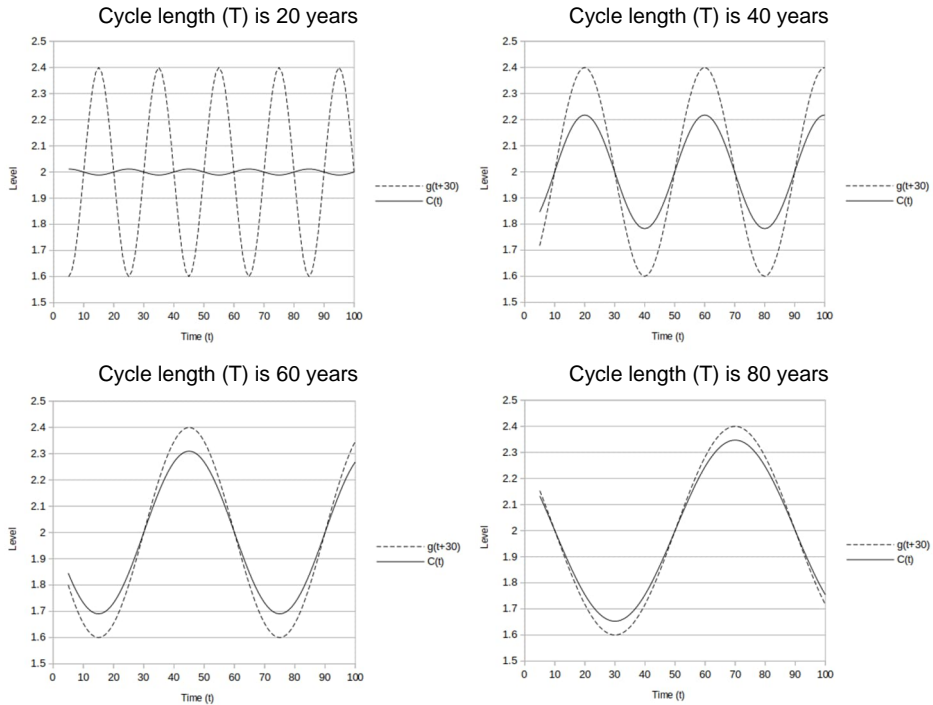 Cycle length (T) is 20 years
2.5
2.4
2.3
2.2
2.1
2
1.9
1.8
1.7
1.6
1.5
Level
0 10 20 30 40 50 60 70 80 90 100
Time (t)
g(t+30)
C(t)
Cycle length (T) is 40 years
2.5
2.4
2.3
2.2
2.1
2
1.9
1.8
1.7
1.6
1.5
Level
0 10 20 30 40 50 60 70 80 90 100
Time (t)
g(t+30)
C(t)
Cycle length (T) is 60 years
2.5
2.4
2.3
2.2
2.1
2
1.9
1.8
1.7
1.6
1.5
Level
0 10 20 30 40 50 60 70 80 90 100
Time (t)
g(t+30)
C(t)
Cycle length (T) is 80 years
2.5
2.4
2.3
2.2
2.1
2
1.9
1.8
1.7
1.6
1.5
Level
0 10 20 30 40 50 60 70 80 90 100
Time (t)
g(t+30)
C(t)